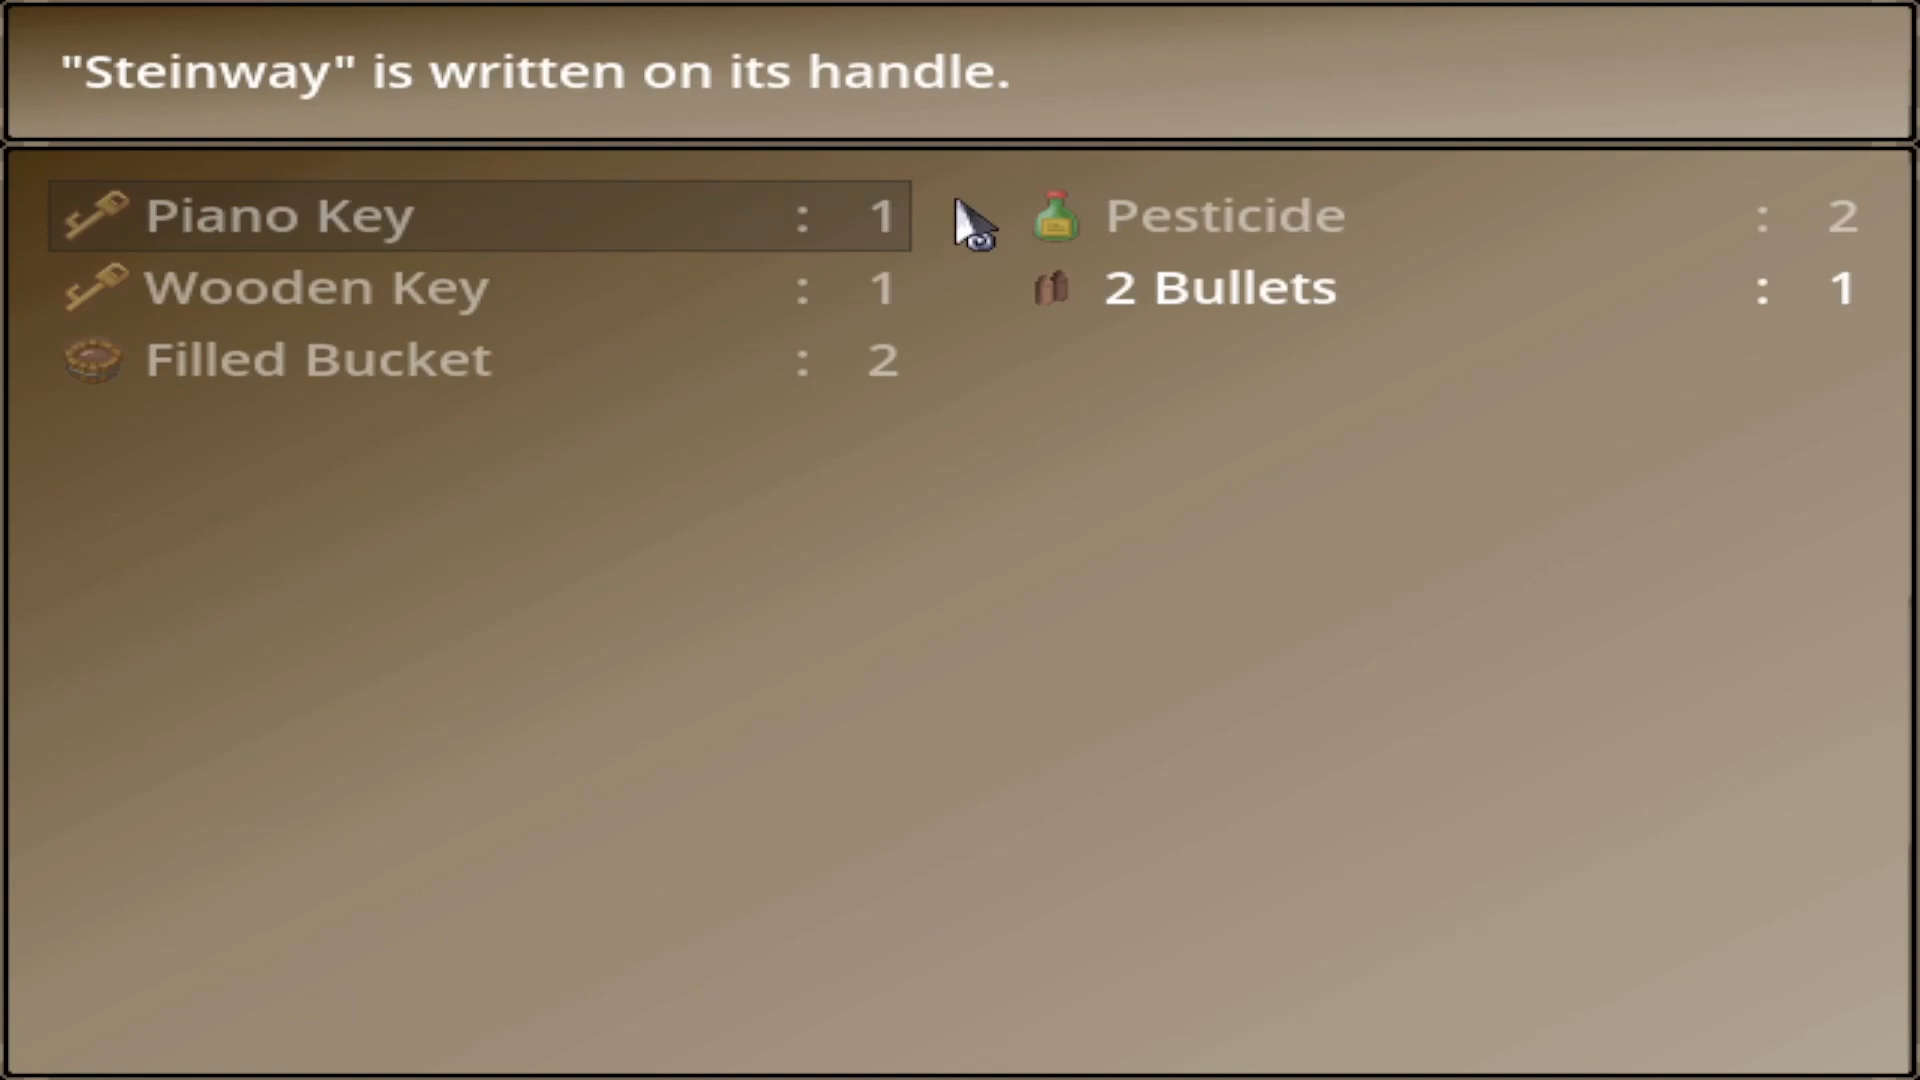 "Steinway" is written on its handle.
Piano Key : 1
Pesticide : 2
Wooden Key : 1
2 Bullets : 1
Filled Bucket : 2